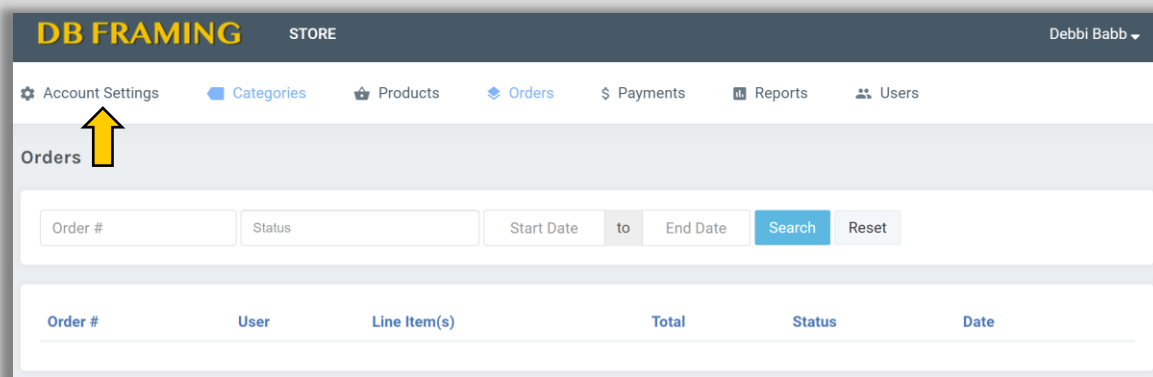 DB FRAMING STORE Debbi Babb
Account Settings Categories Products Orders $ Payments Reports Users
Orders
Order # Status Start Date to End Date Search Reset
Order # User Line Item(s) Total Status Date